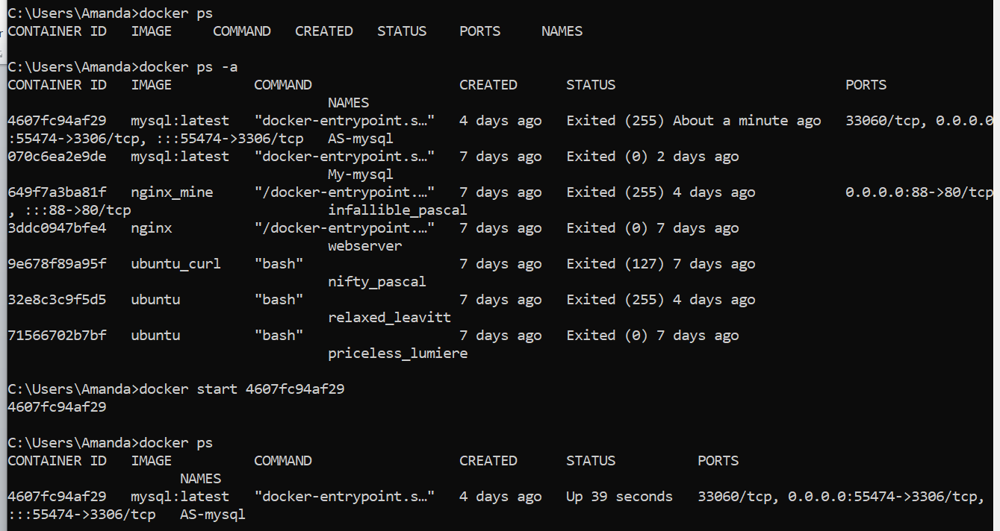 C:\Users\Amanda>docker ps
CONTAINER ID   IMAGE     COMMAND   CREATED   STATUS    PORTS     NAMES
C:\Users\Amanda>docker ps -a
CONTAINER ID   IMAGE          COMMAND                  CREATED      STATUS                          PORTS
                                       NAMES
4607fc94af29   mysql:latest   "docker-entrypoint.s…"   4 days ago   Exited (255) About a minute ago   33060/tcp, 0.0.0.0
:55474->3306/tcp, :::55474->3306/tcp   AS-mysql
070c6ea2e9de   mysql:latest   "docker-entrypoint.s…"   7 days ago   Exited (0) 2 days ago
                                       My-mysql
649f7a3ba81f   nginx_mine     "/docker-entrypoint.…"   7 days ago   Exited (255) 4 days ago           0.0.0.0:88->80/tcp
, :::88->80/tcp                        infallible_pascal
3ddc0947bfe4   nginx          "/docker-entrypoint.…"   7 days ago   Exited (0) 7 days ago
                                       webserver
9e678f89a95f   ubuntu_curl    "bash"                   7 days ago   Exited (127) 7 days ago
                                       nifty_pascal
32e8c3c9f5d5   ubuntu         "bash"                   7 days ago   Exited (255) 4 days ago
                                       relaxed_leavitt
71566702b7bf   ubuntu         "bash"                   7 days ago   Exited (0) 7 days ago
                                       priceless_lumiere
C:\Users\Amanda>docker start 4607fc94af29
4607fc94af29
C:\Users\Amanda>docker ps
CONTAINER ID   IMAGE          COMMAND                  CREATED      STATUS          PORTS
                     NAMES
4607fc94af29   mysql:latest   "docker-entrypoint.s…"   4 days ago   Up 39 seconds   33060/tcp, 0.0.0.0:55474->3306/tcp,
:::55474->3306/tcp   AS-mysql